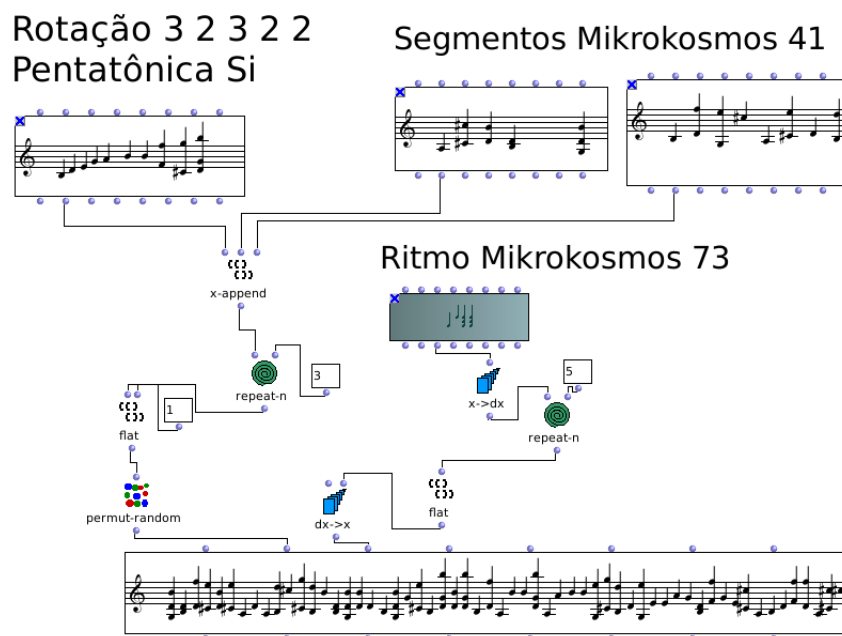 Rotação 3 2 3 2 2
Pentatônica Si
Segmentos Mikrokosmos 41
x-append
Ritmo Mikrokosmos 73
3
repeat-n
5
x->dx
repeat-n
1
flat
permut-random
dx->x
flat